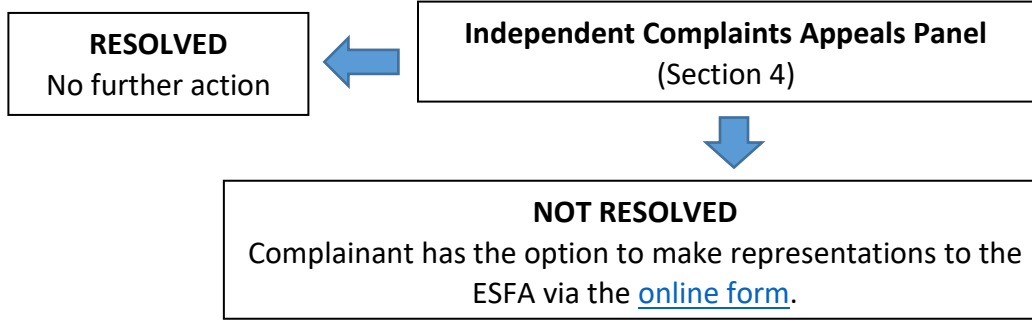 RESOLVED
No further action
Independent Complaints Appeals Panel
(Section 4)
NOT RESOLVED
Complainant has the option to make representations to the
ESFA via the online form.